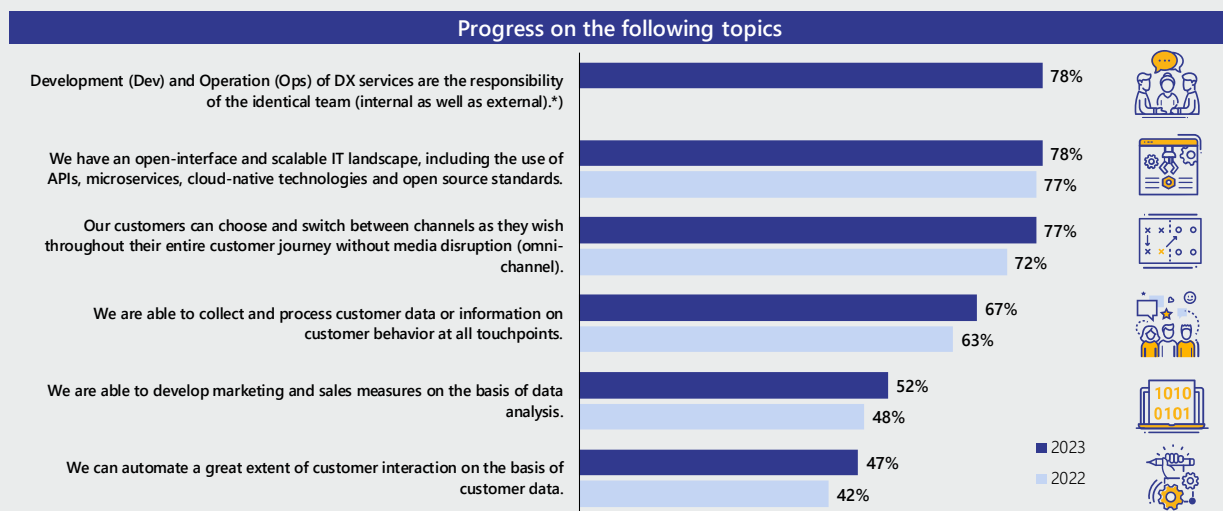 Progress on the following topics
Development (Dev) and Operation (Ops) of DX services are the responsibility
of the identical team (internal as well as external).*)
78%
We have an open-interface and scalable IT landscape, including the use of
APIs, microservices, cloud-native technologies and open source standards.
78%
77%
Our customers can choose and switch between channels as they wish
throughout their entire customer journey without media disruption (omni-
channel).
77%
72%
We are able to collect and process customer data or information on
customer behavior at all touchpoints.
67%
63%
We are able to develop marketing and sales measures on the basis of data
analysis.
52%
48%
1010
0101
We can automate a great extent of customer interaction on the basis of
customer data.
47%
42%
2023
2022